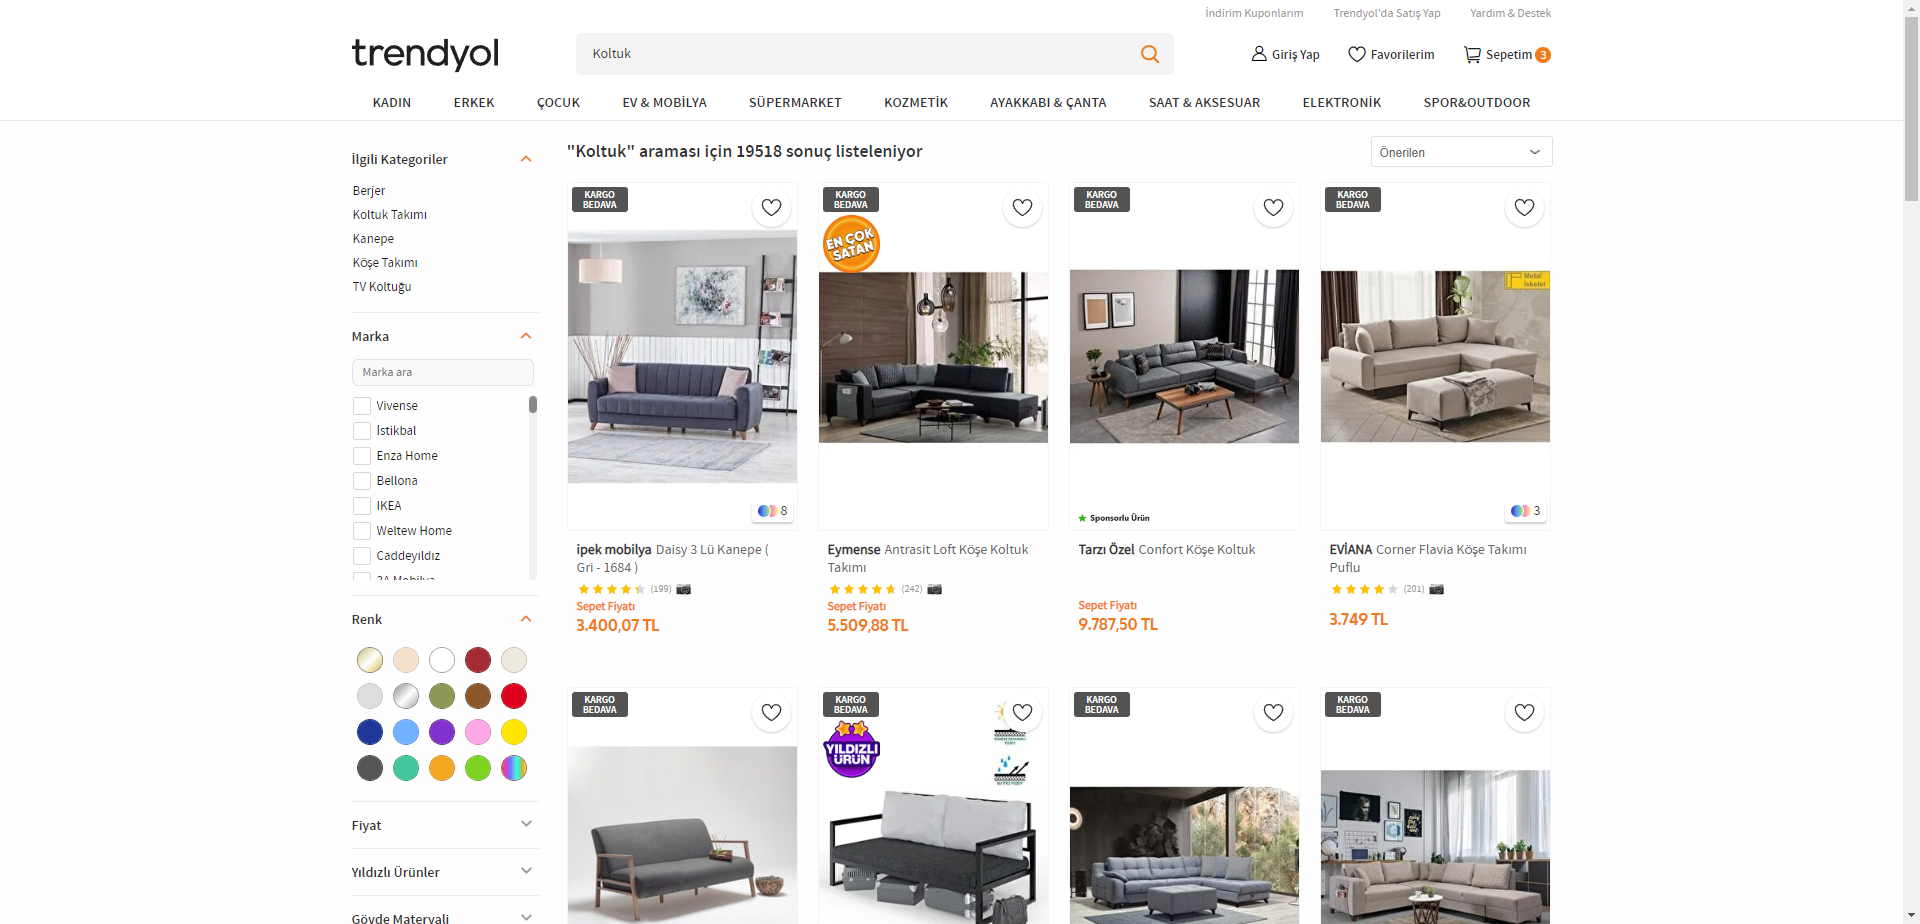 İndirim Kuponlarım Trendyol'da Satış Yap Yardım & Destek
trendyol
Koltuk
Giriş Yap Favorilerim Sepetim 3
KADIN ERKEK ÇOCUK EV & MOBİLYA SÜPERMARKET KOZMETİK AYAKKABI & ÇANTA SAAT & AKSESUAR ELEKTRONİK SPOR&OUTDOOR
İlgili Kategoriler
Berjer
Koltuk Takımı
Kanepe
Köşe Takımı
TV Koltuğu
Marka
Marka ara
Vivense
İstikbal
Enza Home
Bellona
IKEA
Weltew Home
Caddeyıldız
Renk
Fiyat
Yıldızlı Ürünler
Gövde Materyali
"Koltuk" araması için 19518 sonuç listeleniyor
Önerilen
KARGO
BEDAVA
8
ipek mobilya Daisy 3 Lü Kanepe (
Gri - 1684 )
(199)
Sepet Fiyatı
3.400,07 TL
KARGO
BEDAVA
EN ÇOK
SATAN
Eymense Antrasit Loft Köşe Koltuk
Takımı
(242)
Sepet Fiyatı
5.509,88 TL
KARGO
BEDAVA
Sponsorlu Ürün
Tarzı Özel Confort Köşe Koltuk
Sepet Fiyatı
9.787,50 TL
KARGO
BEDAVA
Metal
İskelet
3
EVİANA Corner Flavia Köşe Takımı
Puflu
(201)
3.749 TL
KARGO
BEDAVA
KARGO
BEDAVA
YILDIZLI
ÜRÜN
KARGO
BEDAVA
KARGO
BEDAVA